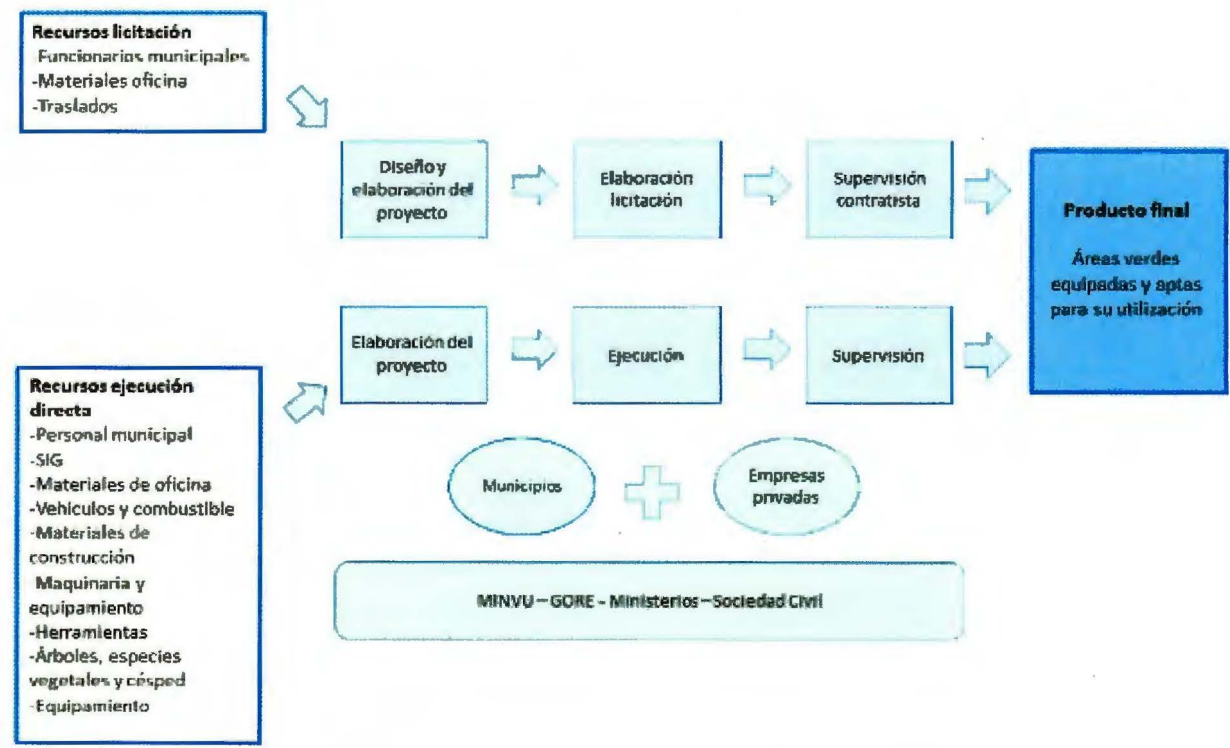 Recursos licitación
Funcionarios municipales
-Materiales oficina
-Traslados
Diseño y
elaboración del
proyecto
Elaboración
licitación
Supervisión
contratista
Producto final
Áreas verdes
equipadas y aptas
para su utilización
Elaboración del
proyecto
Ejecución
Supervisión
Recursos ejecución
directa
-Personal municipal
-SIG
-Materiales de oficina
-Vehículos y combustible
-Materiales de
construcción
Maquinaria y
equipamiento
-Herramientas
-Árboles, especies
vegetales y césped
-Equipamiento
Municipios
Empresas
privadas
MINVU – GORE - Ministerios – Sociedad Civil